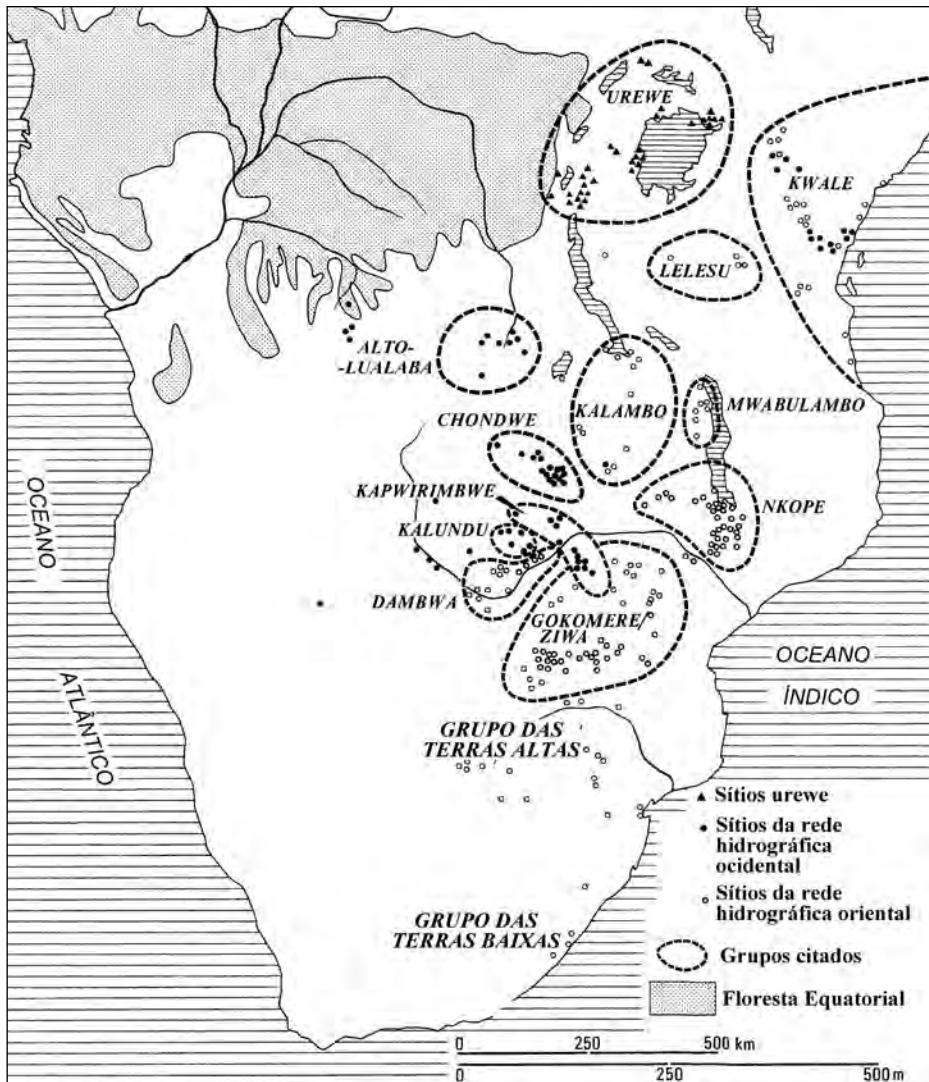 UREWE
KWALE
LELESU
ALTO-
-LUALABA
KALAMBO
MWABULAMBO
CHONDWE
KAPWIRIMBWE
NKOPE
KALUNDU
DAMBWA
GOKOMERE/
ZIWA
OCEANO
ATLÂNTICO
OCEANO
ÍNDICO
GRUPO DAS
TERRAS ALTAS
GRUPO DAS
TERRAS BAIXAS
Sítios urewe
Sítios da rede
hidrográfica
ocidental
Sítios da rede
hidrográfica oriental
Grupos citados
Floresta Equatorial
0 250 500 km
0 250 500 m